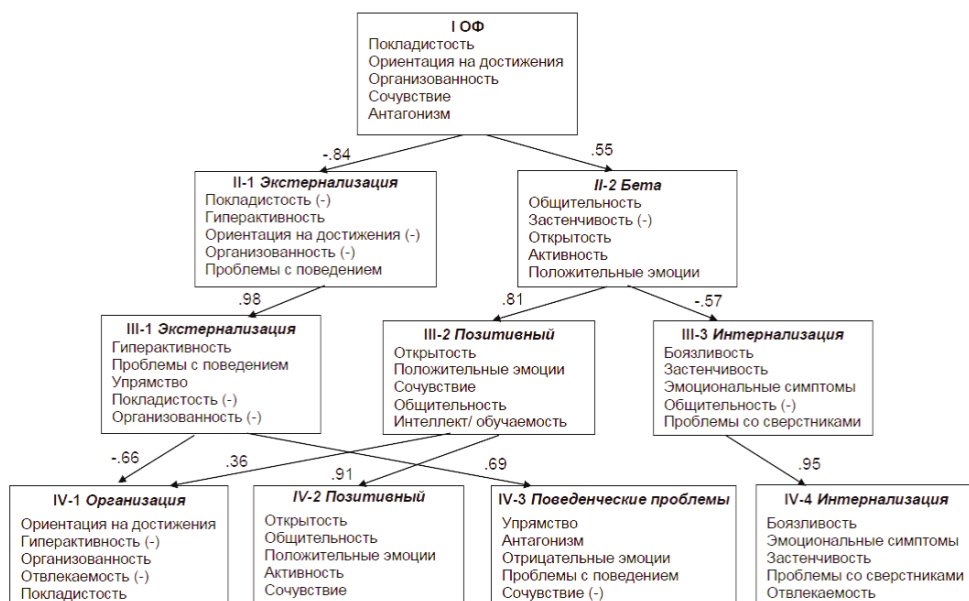 I ОФ
Покладистость
Ориентация на достижения
Организованность
Сочувствие
Антагонизм
-.84
.55
II-1 Экстернализация
Покладистость (-)
Гиперактивность
Ориентация на достижения (-)
Организованность (-)
Проблемы с поведением
II-2 Бета
Общительность
Застенчивость (-)
Открытость
Активность
Положительные эмоции
.98
.81
-.57
III-1 Экстернализация
Гиперактивность
Проблемы с поведением
Упрямство
Покладистость (-)
Организованность (-)
III-2 Позитивный
Открытость
Положительные эмоции
Сочувствие
Общительность
Интеллект/ обучаемость
III-3 Интернализация
Боязливость
Застенчивость
Эмоциональные симптомы
Общительность (-)
Проблемы со сверстниками
-.66
.36
.91
.69
.95
IV-1 Организация
Ориентация на достижения
Гиперактивность (-)
Организованность
Отвлекаемость (-)
Покладистость
IV-2 Позитивный
Открытость
Общительность
Положительные эмоции
Активность
Сочувствие
IV-3 Поведенческие проблемы
Упрямство
Антагонизм
Отрицательные эмоции
Проблемы с поведением
Сочувствие (-)
IV-4 Интернализация
Боязливость
Эмоциональные симптомы
Застенчивость
Проблемы со сверстниками
Отвлекаемость